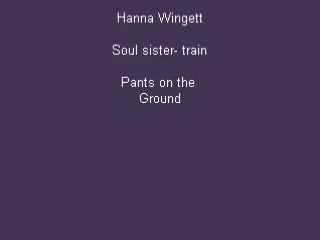 Hanna Wingett
Soul sister- train
Pants on the
Ground